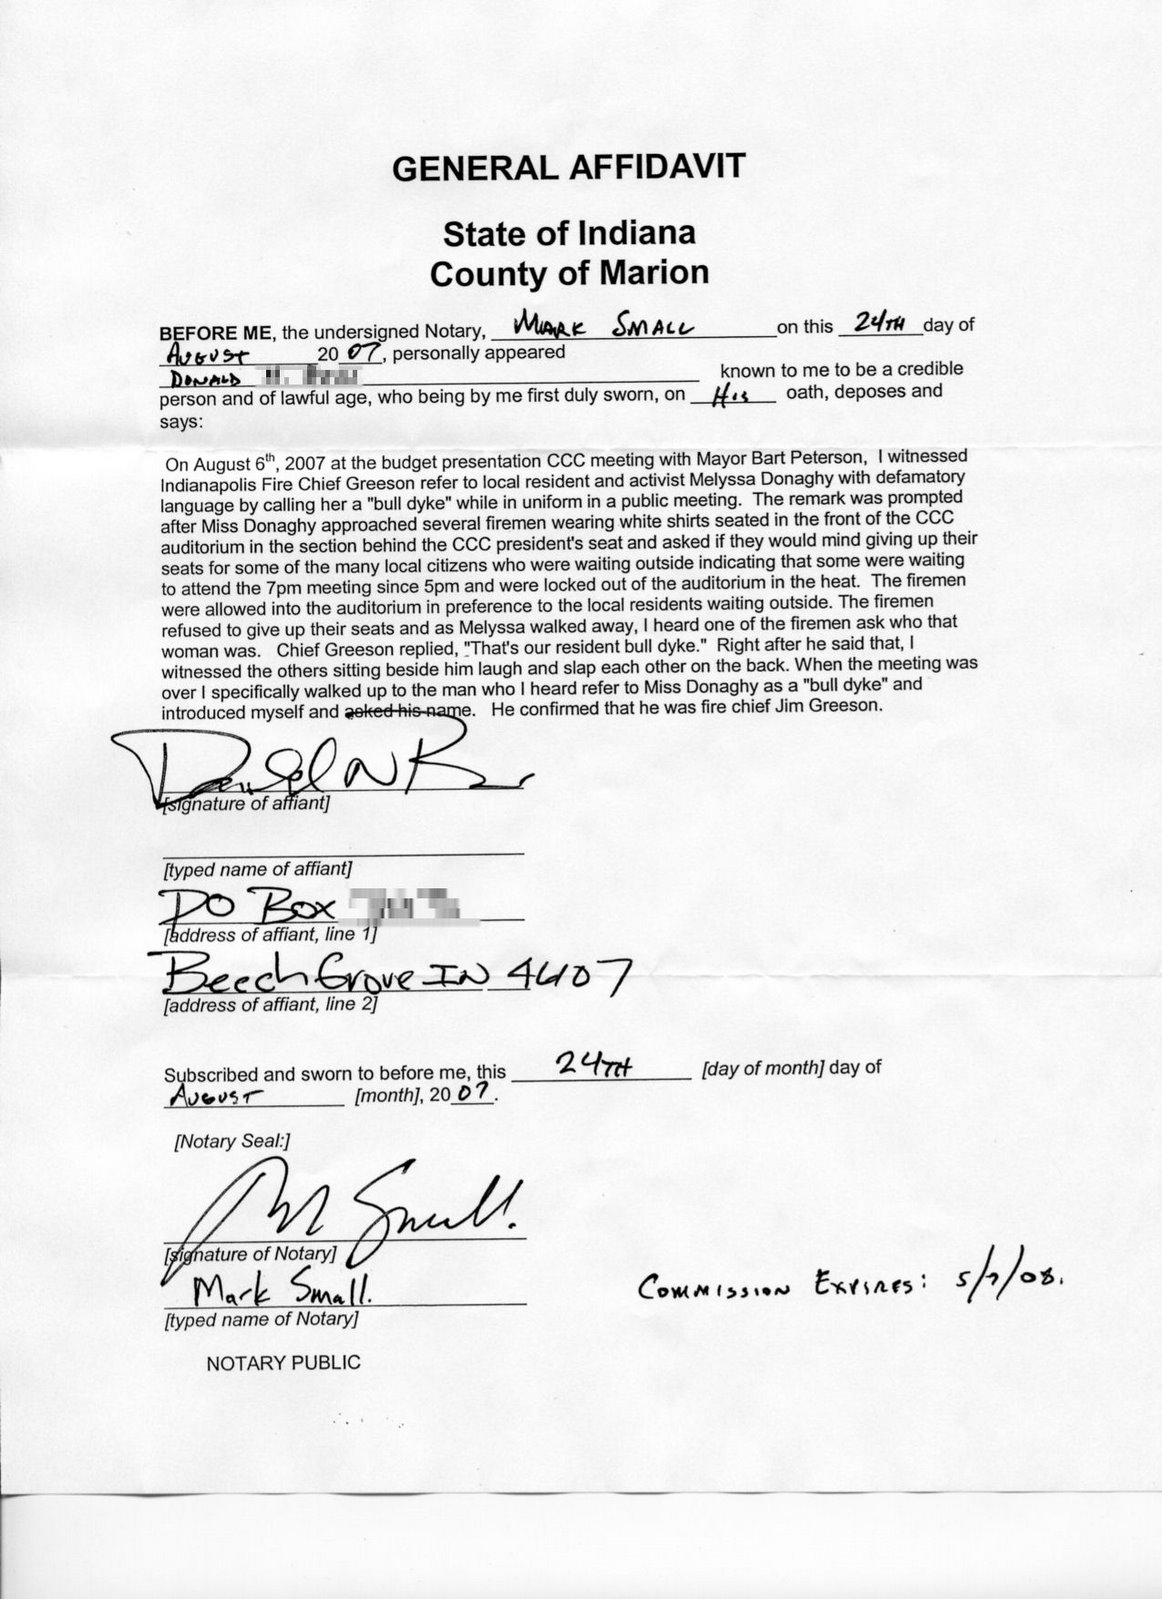 GENERAL AFFIDAVIT
State of Indiana
County of Marion
BEFORE ME, the undersigned Notary, MARK SMALL on this 24TH day of
AUGUST 2007, personally appeared
DONALD known to me to be a credible
person and of lawful age, who being by me first duly sworn, on His oath, deposes and
says:
On August 6th, 2007 at the budget presentation CCC meeting with Mayor Bart Peterson, I witnessed
Indianapolis Fire Chief Greeson refer to local resident and activist Melyssa Donaghy with defamatory
language by calling her a "bull dyke" while in uniform in a public meeting. The remark was prompted
after Miss Donaghy approached several firemen wearing white shirts seated in the front of the CCC
auditorium in the section behind the CCC president's seat and asked if they would mind giving up their
seats for some of the many local citizens who were waiting outside indicating that some were waiting
to attend the 7pm meeting since 5pm and were locked out of the auditorium in the heat. The firemen
were allowed into the auditorium in preference to the local residents waiting outside. The firemen
refused to give up their seats and as Melyssa walked away, I heard one of the firemen ask who that
woman was. Chief Greeson replied, "That's our resident bull dyke." Right after he said that, I
witnessed the others sitting beside him laugh and slap each other on the back. When the meeting was
over I specifically walked up to the man who I heard refer to Miss Donaghy as a "bull dyke" and
introduced myself and asked his name. He confirmed that he was fire chief Jim Greeson.
[signature of affiant]
[typed name of affiant]
PO Box
[address of affiant, line 1]
Beech Grove IN 46107
[address of affiant, line 2]
Subscribed and sworn to before me, this 24TH [day of month] day of
AUGUST [month], 2007.
[Notary Seal:]
M Small.
[signature of Notary]
Mark Small.
[typed name of Notary]
COMMISSION EXPIRES: 5/7/08.
NOTARY PUBLIC